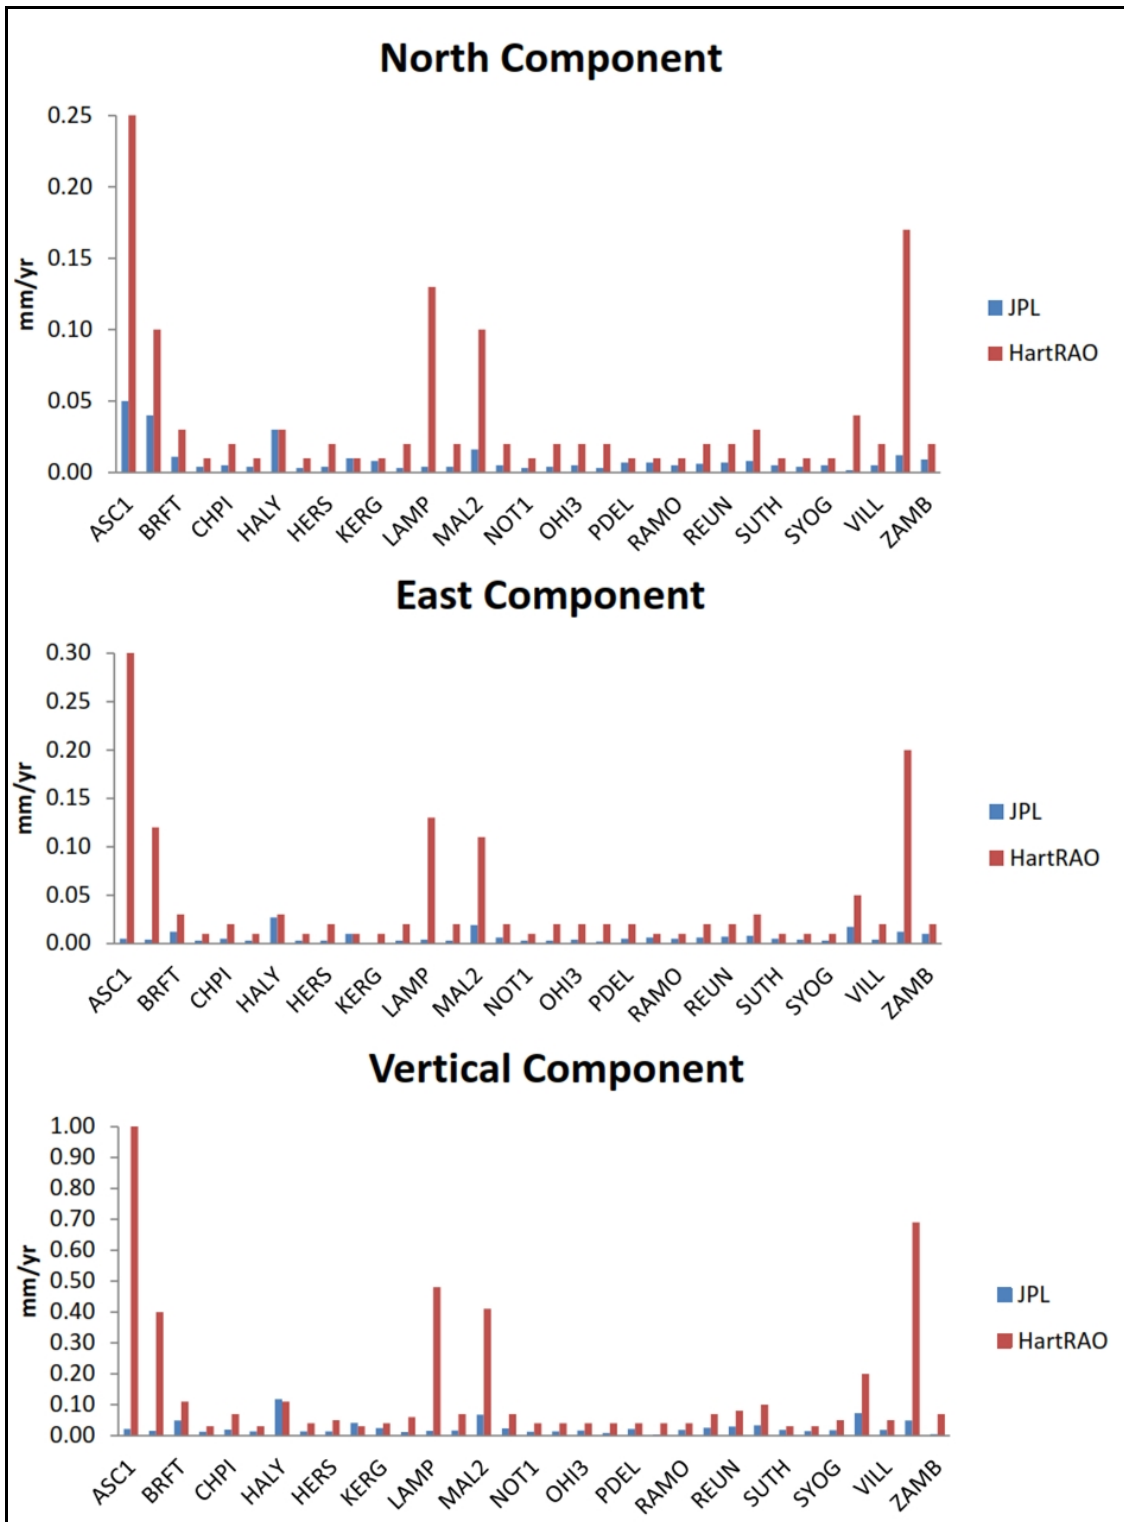 North Component
0.25
0.20
0.15
0.10
0.05
0.00
mm/yr
JPL
HartRAO
ASC1 BRFT CHPI HALY HERS KERG LAMP MAL2 NOT1 OHI3 PDEL RAMO REUN SUTH SYOG VILL ZAMB
East Component
0.30
0.25
0.20
0.15
0.10
0.05
0.00
mm/yr
JPL
HartRAO
ASC1 BRFT CHPI HALY HERS KERG LAMP MAL2 NOT1 OHI3 PDEL RAMO REUN SUTH SYOG VILL ZAMB
Vertical Component
1.00
0.90
0.80
0.70
0.60
0.50
0.40
0.30
0.20
0.10
0.00
mm/yr
JPL
HartRAO
ASC1 BRFT CHPI HALY HERS KERG LAMP MAL2 NOT1 OHI3 PDEL RAMO REUN SUTH SYOG VILL ZAMB